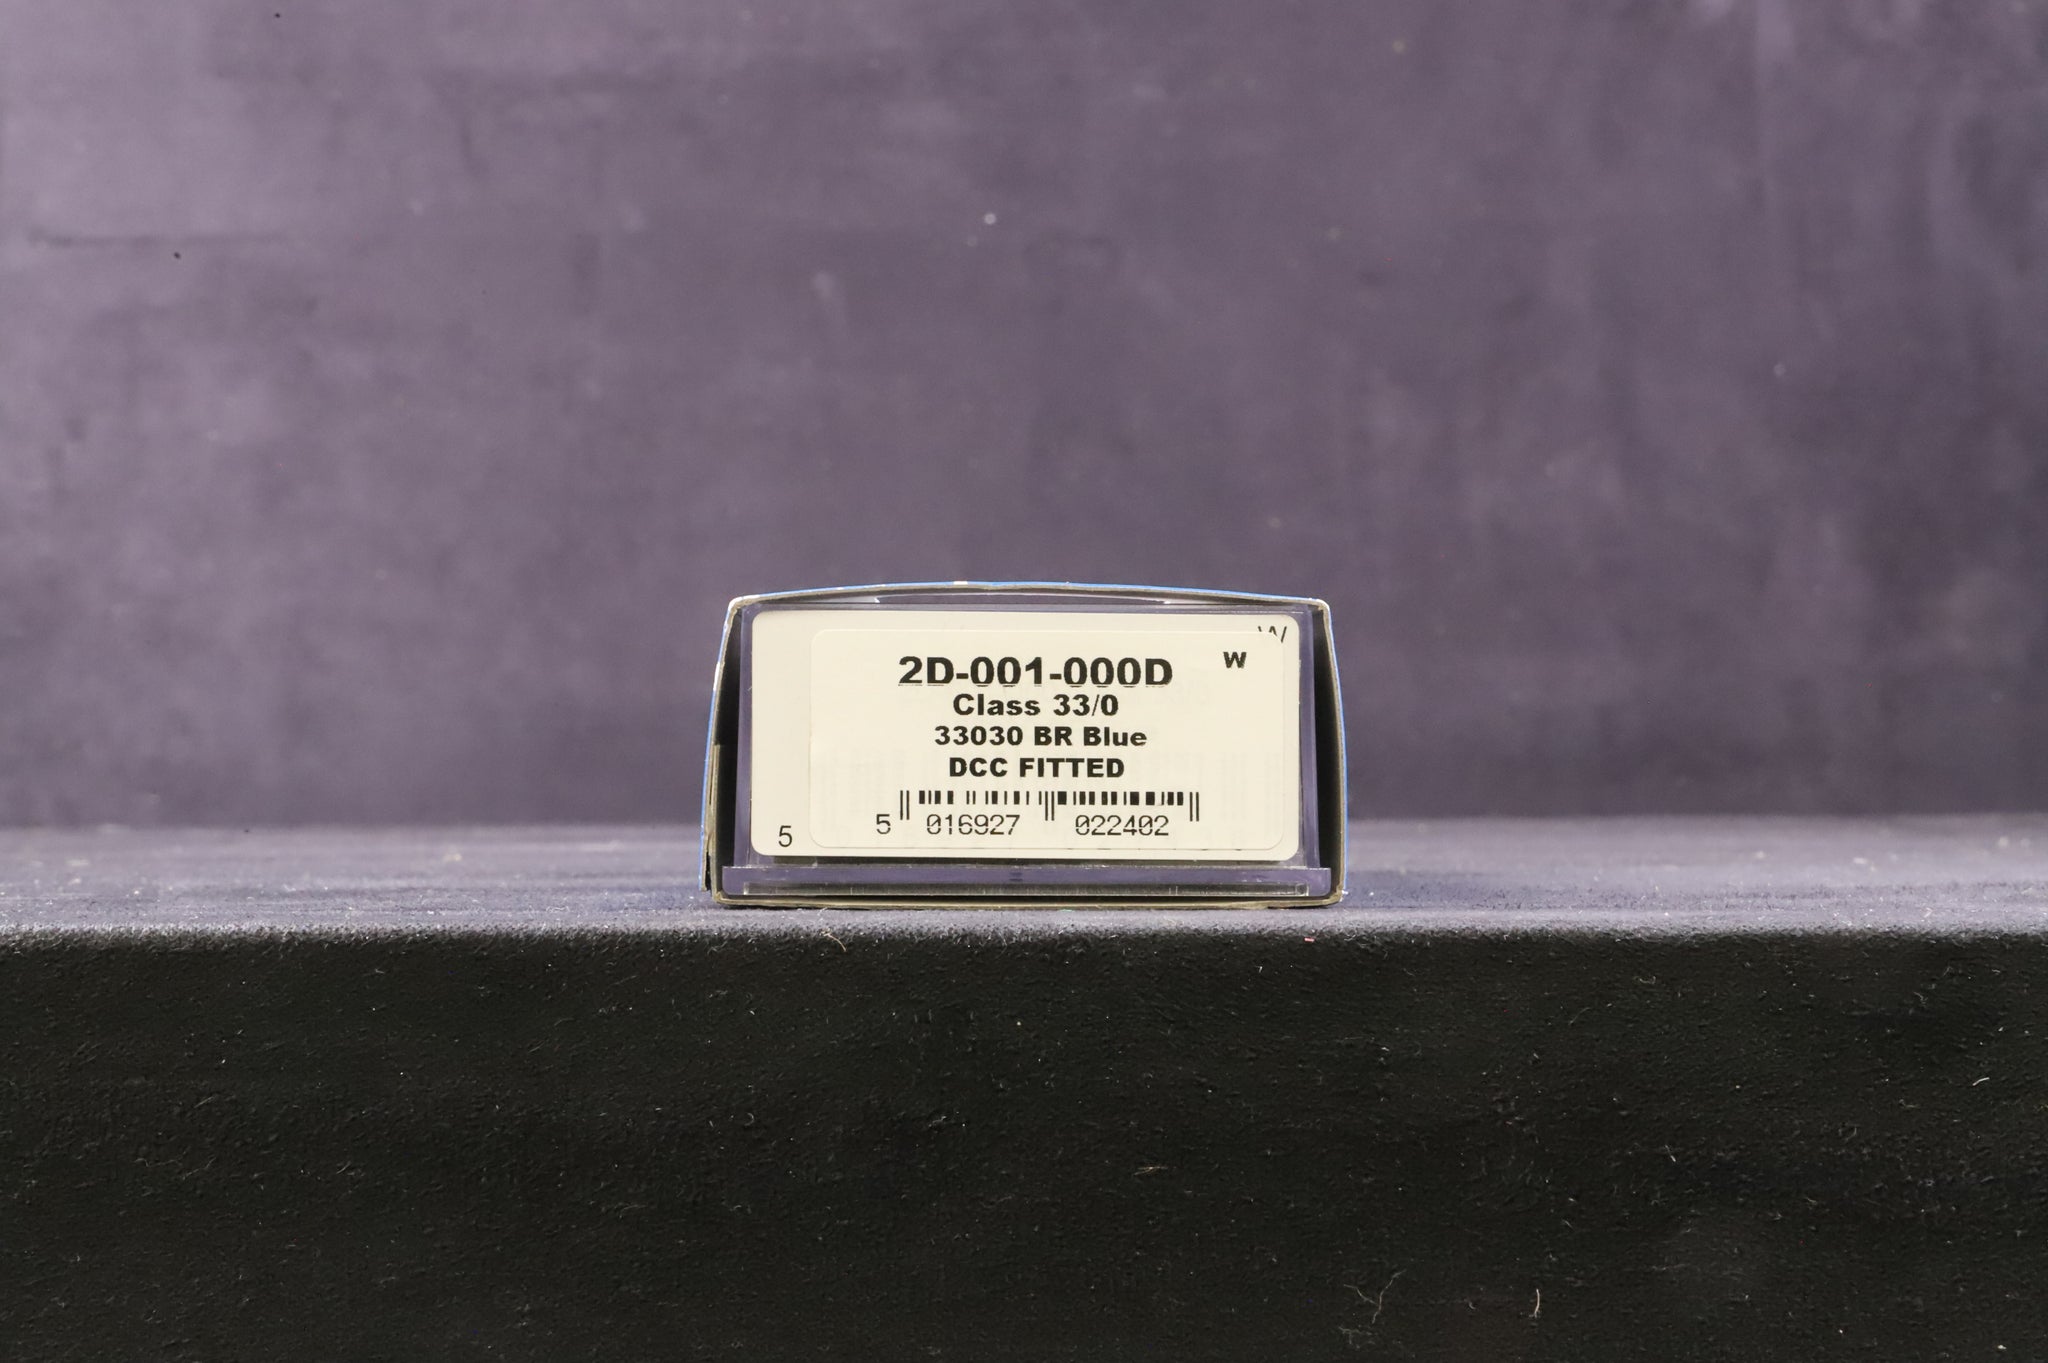 W
2D-001-000D
Class 33/0
33030 BR Blue
DCC FITTED
5 016927 022402
5